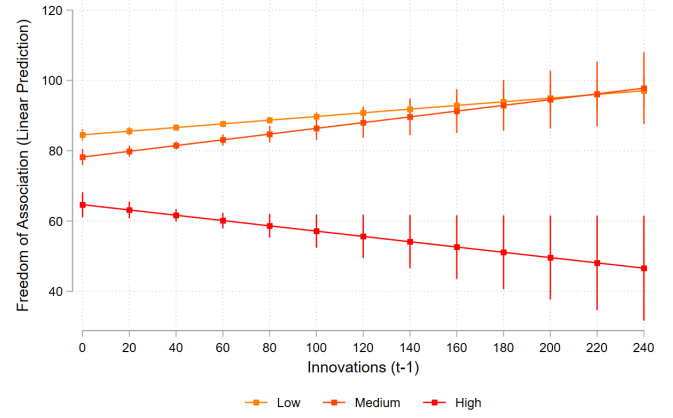 Freedom of Association (Linear Prediction)
120
100
80
60
40
0 20 40 60 80 100 120 140 160 180 200 220 240
Innovations (t-1)
Low Medium High